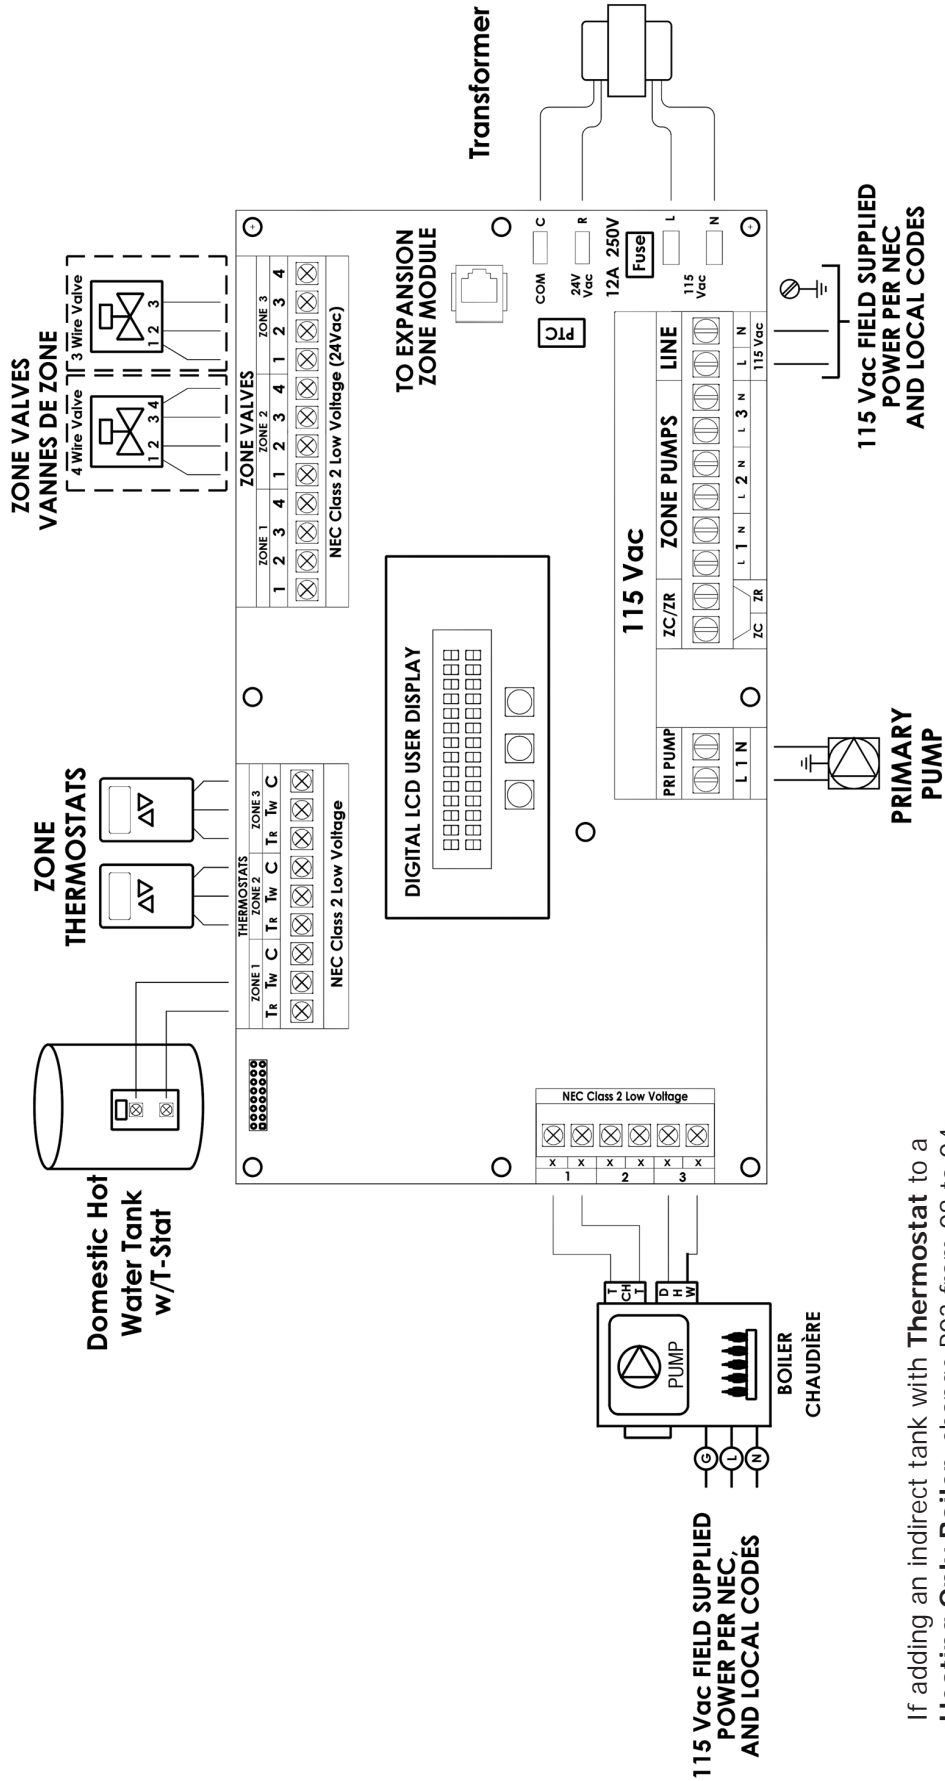 ZONE VALVES
VANNES DE ZONE
4 Wire Valve
3 Wire Valve
1 2 3 4
1 2 3
ZONE
THERMOSTATS
Domestic Hot
Water Tank
w/T-Stat
Transformer
THERMOSTATS
ZONE 1
ZONE 2
ZONE 3
TR TW C TR TW C TR TW C
NEC Class 2 Low Voltage
ZONE VALVES
ZONE 1
ZONE 2
ZONE 3
1 2 3 4 1 2 3 4 1 2 3 4
NEC Class 2 Low Voltage (24Vac)
TO EXPANSION
ZONE MODULE
DIGITAL LCD USER DISPLAY
PTC
COM
C
24V
Vac
R
12A 250V
Fuse
115
Vac
L
N
115 Vac
PRI PUMP
ZC/ZR
ZONE PUMPS
LINE
L 1 N
ZC
ZR
L 1 N
L 2 N
L 3 N
L N
115 Vac
NEC Class 2 Low Voltage
X X X X X X
1 2 3
T
CH
T
D
H
W
PUMP
BOILER
CHAUDIÈRE
G
L
N
115 Vac FIELD SUPPLIED
POWER PER NEC,
AND LOCAL CODES
PRIMARY
PUMP
115 Vac FIELD SUPPLIED
POWER PER NEC
AND LOCAL CODES
If adding an indirect tank with Thermostat to a